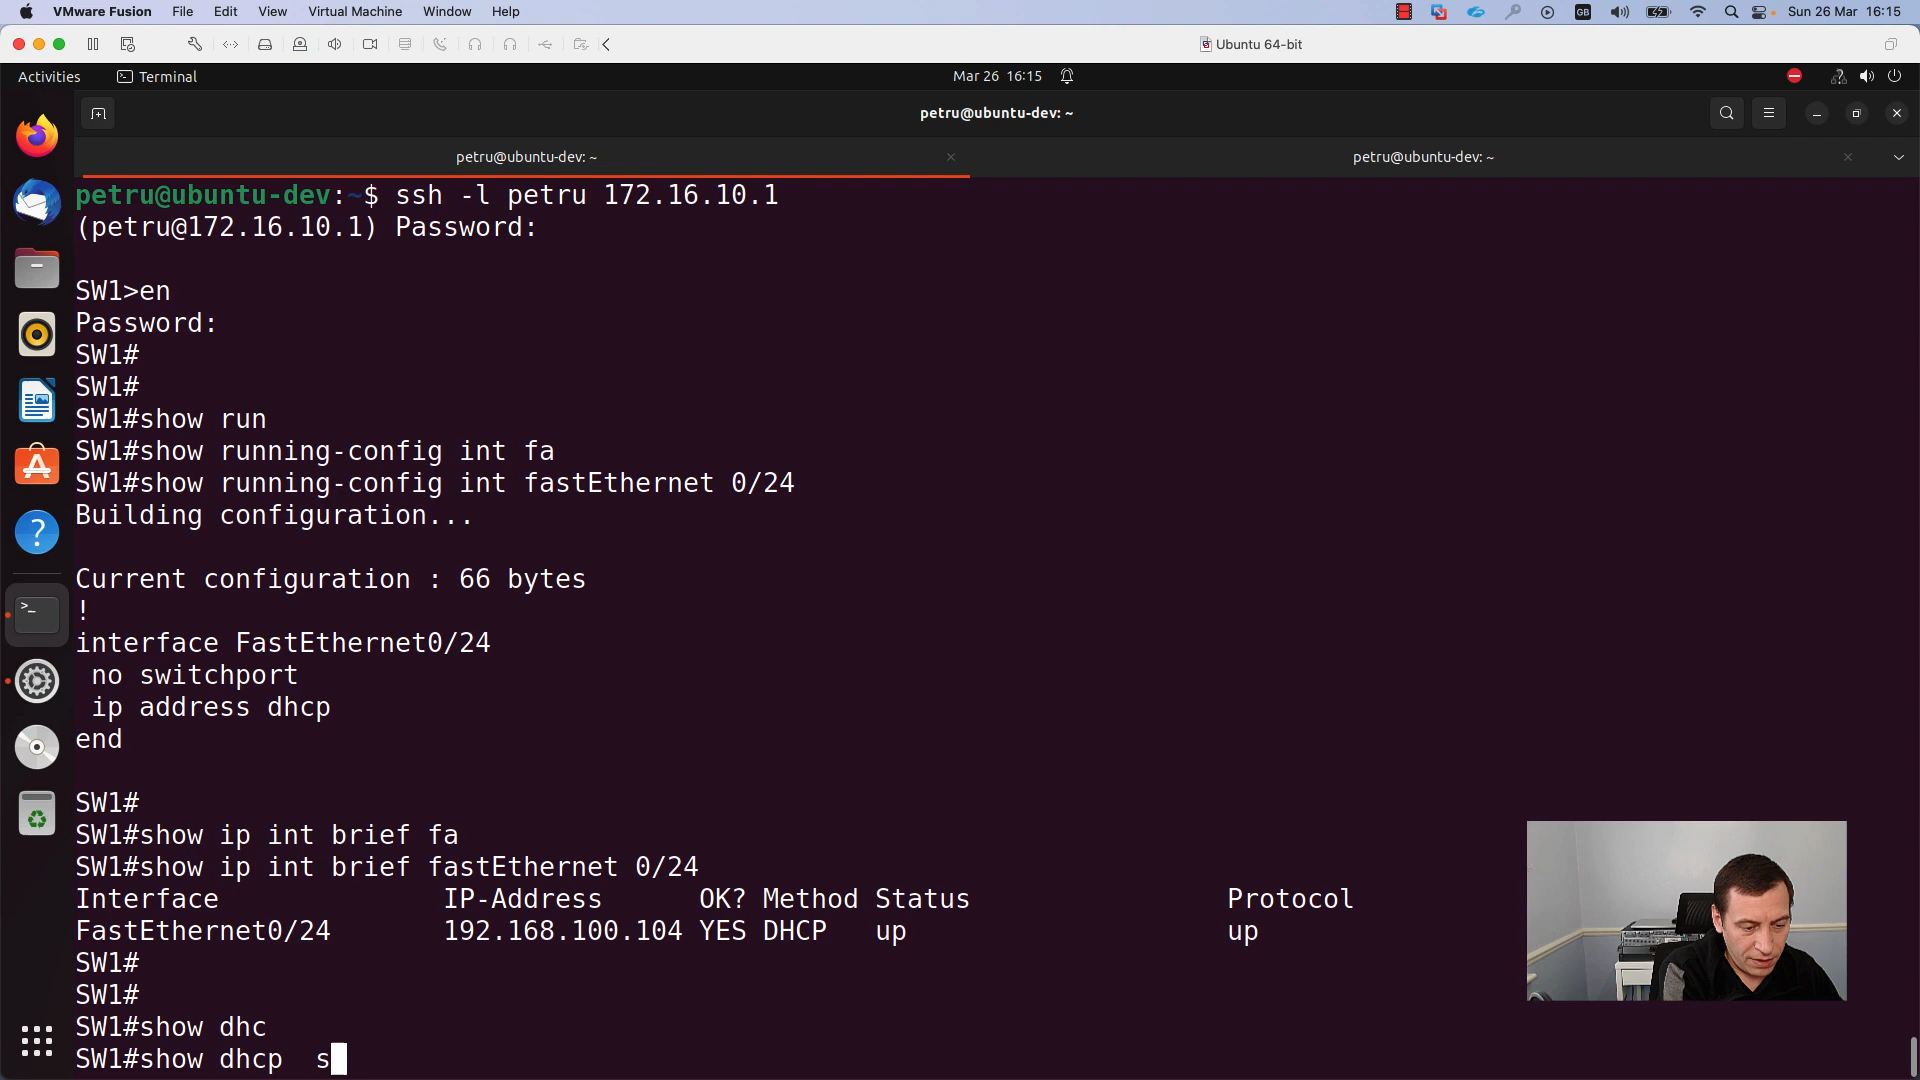 VMware Fusion File Edit View Virtual Machine Window Help GB Sun 26 Mar 16:15
Ubuntu 64-bit
Activities Terminal Mar 26 16:15
petru@ubuntu-dev: ~
petru@ubuntu-dev: ~ petru@ubuntu-dev: ~
petru@ubuntu-dev:~$ ssh -l petru 172.16.10.1
(petru@172.16.10.1) Password:
SW1>en
Password:
SW1#
SW1#
SW1#show run
SW1#show running-config int fa
SW1#show running-config int fastEthernet 0/24
Building configuration...
Current configuration : 66 bytes
!
interface FastEthernet0/24
 no switchport
 ip address dhcp
end
SW1#
SW1#show ip int brief fa
SW1#show ip int brief fastEthernet 0/24
Interface IP-Address OK? Method Status Protocol
FastEthernet0/24 192.168.100.104 YES DHCP up up
SW1#
SW1#
SW1#show dhc
SW1#show dhcp  s